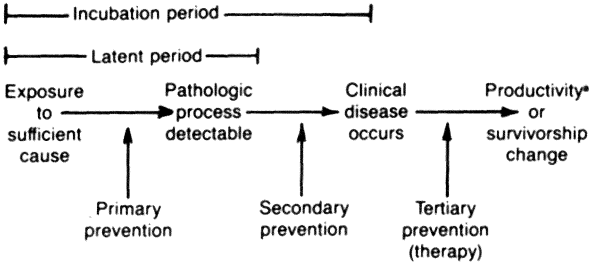 Incubation period
Latent period
Exposure
to
sufficient
cause
Pathologic
process
detectable
Clinical
disease
occurs
Productivity*
or
survivorship
change
Primary
prevention
Secondary
prevention
Tertiary
prevention
(therapy)